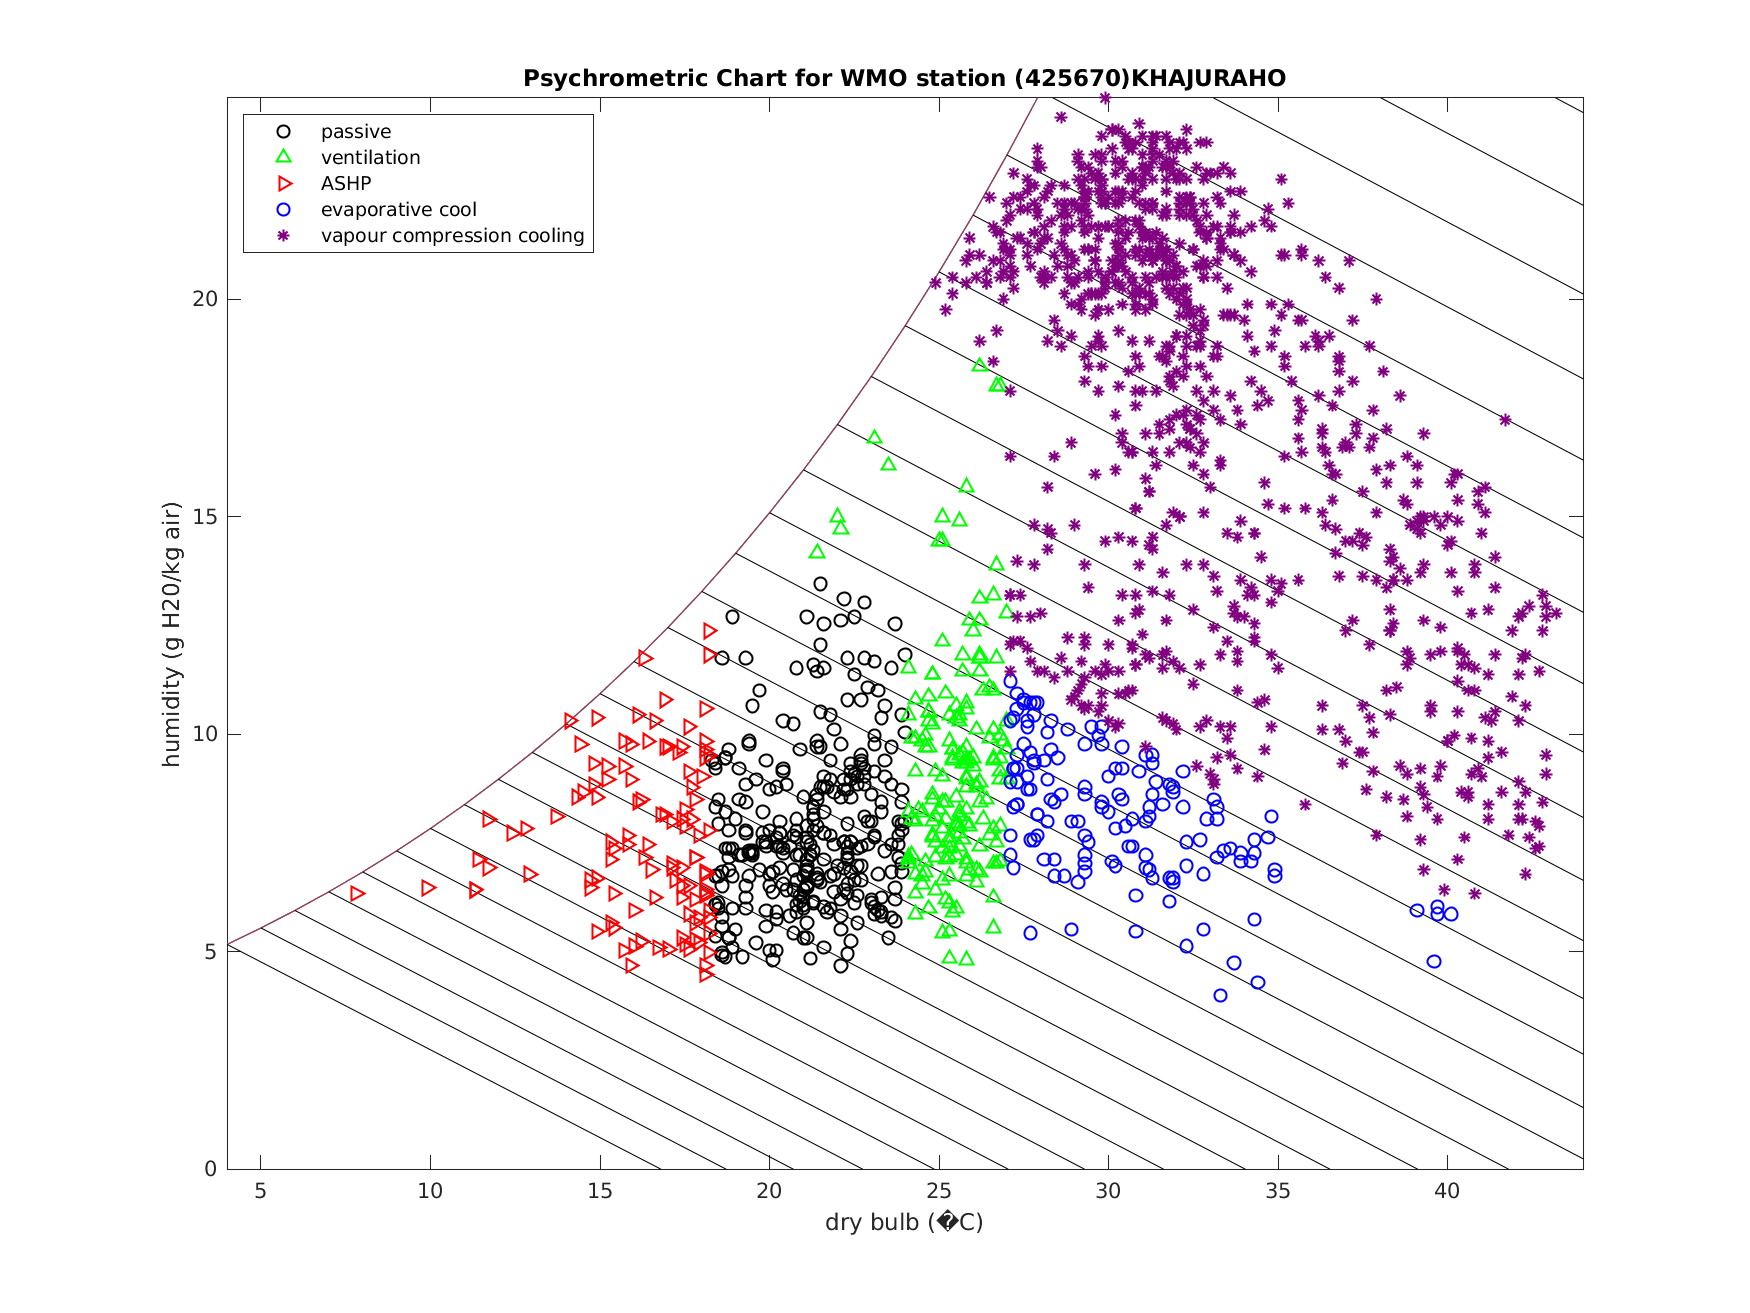 Psychrometric Chart for WMO station (425670)KHAJURAHO
passive
ventilation
ASHP
evaporative cool
vapour compression cooling
humidity (g H20/kg air)
20
15
10
5
0
5 10 15 20 25 30 35 40
dry bulb (�C)